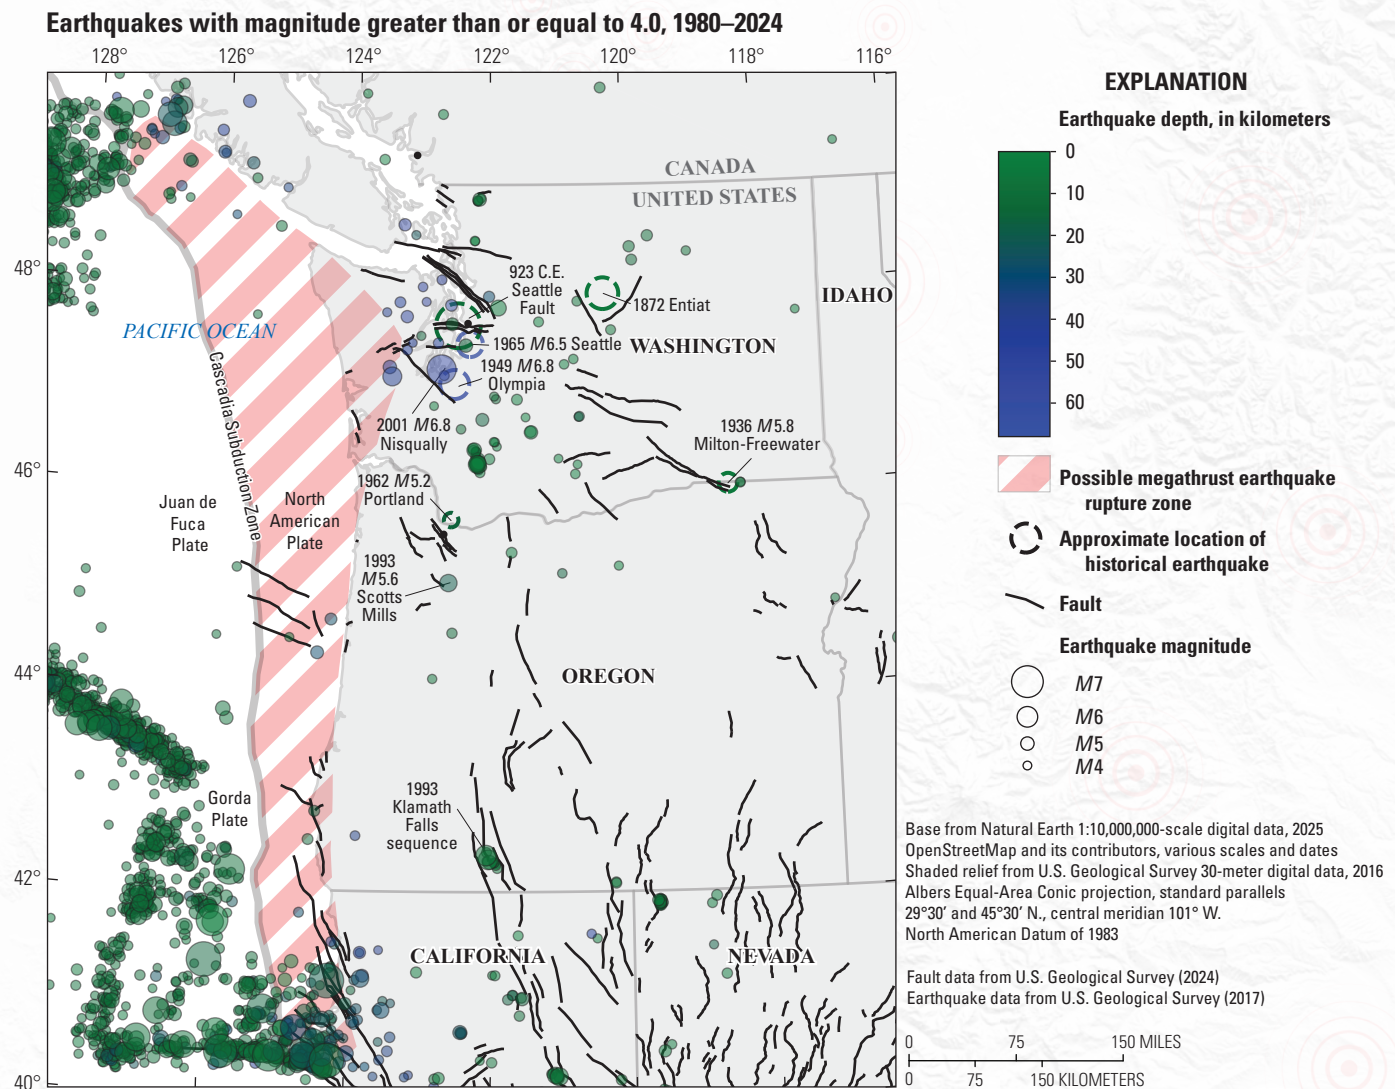 Earthquakes with magnitude greater than or equal to 4.0, 1980–2024
128°
126°
124°
122°
120°
118°
116°
48°
46°
44°
42°
40°
CANADA
UNITED STATES
IDAHO
WASHINGTON
OREGON
CALIFORNIA
NEVADA
PACIFIC OCEAN
Cascadia Subduction Zone
Juan de
Fuca
Plate
North
American
Plate
Gorda
Plate
923 C.E.
Seattle
Fault
1872 Entiat
1965 M6.5 Seattle
1949 M6.8
Olympia
2001 M6.8
Nisqually
1936 M5.8
Milton-Freewater
1962 M5.2
Portland
1993
M5.6
Scotts
Mills
1993
Klamath
Falls
sequence
EXPLANATION
Earthquake depth, in kilometers
0
10
20
30
40
50
60
Possible megathrust earthquake
rupture zone
Approximate location of
historical earthquake
Fault
Earthquake magnitude
M7
M6
M5
M4
Base from Natural Earth 1:10,000,000-scale digital data, 2025
OpenStreetMap and its contributors, various scales and dates
Shaded relief from U.S. Geological Survey 30-meter digital data, 2016
Albers Equal-Area Conic projection, standard parallels
29°30′ and 45°30′ N., central meridian 101° W.
North American Datum of 1983
Fault data from U.S. Geological Survey (2024)
Earthquake data from U.S. Geological Survey (2017)
0 75 150 MILES
0 75 150 KILOMETERS